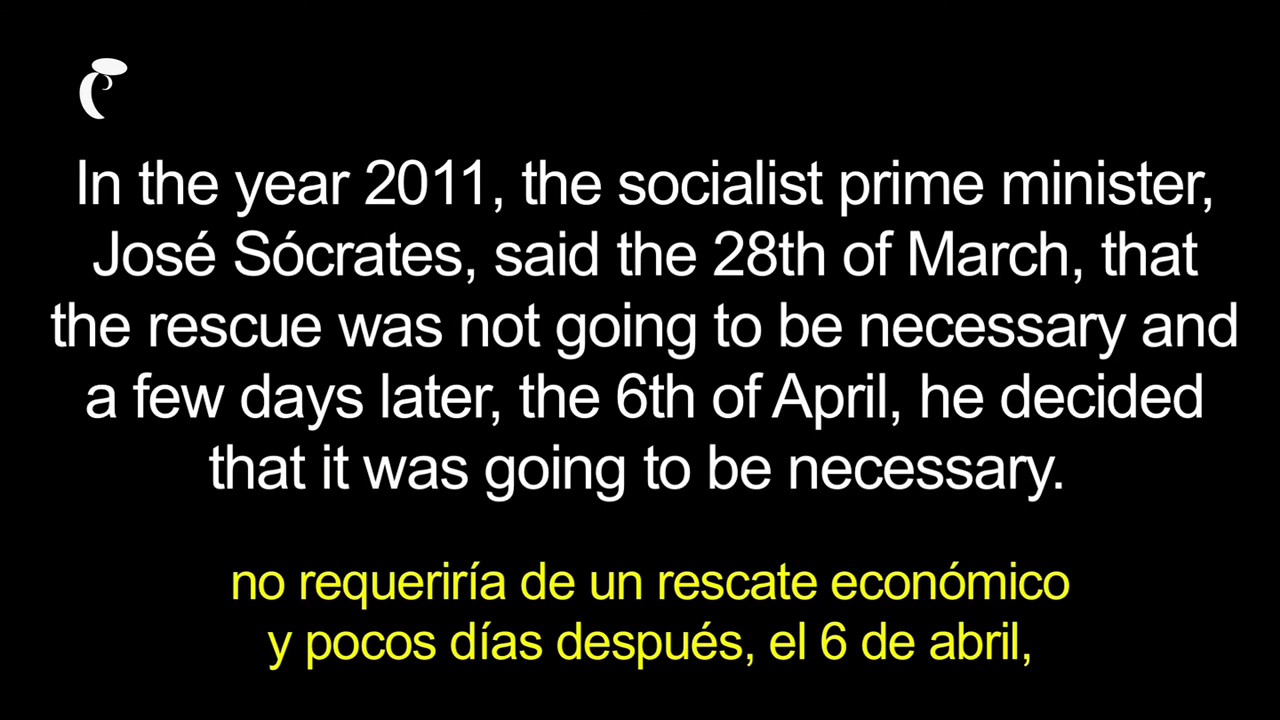 In the year 2011, the socialist prime minister,
José Sócrates, said the 28th of March, that
the rescue was not going to be necessary and
a few days later, the 6th of April, he decided
that it was going to be necessary.
no requeriría de un rescate económico
y pocos días después, el 6 de abril,